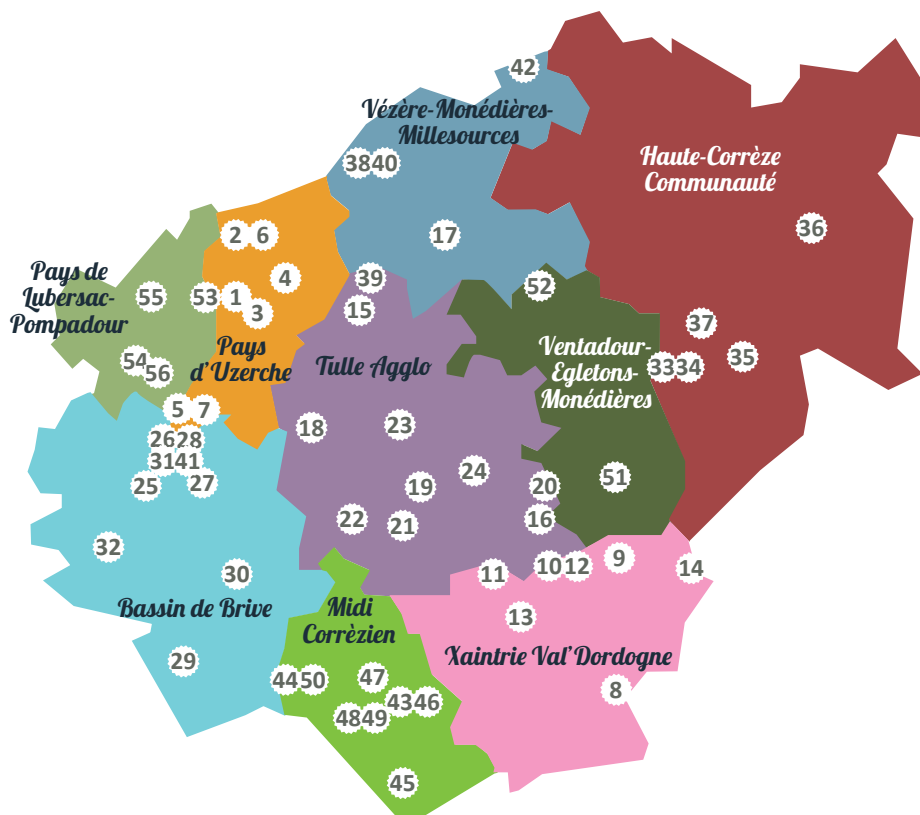 42
Vézère-Monédières-
Millesources
38 40
Haute-Corrèze
Communauté
36
2 6
17
4
Pays de
Lubersac-
Pompadour
55
53
1
3
39
15
52
37
54
56
Pays
d'Uzerche
Tulle Agglo
Ventadour-
Egletons-
Monédières
33 34
35
5 7
18
23
26 28
31 41
25
27
19
24
20
51
22
21
16
32
30
11
10 12
9
14
Bassin de Brive
Midi
Corrèzien
13
29
44 50
47
Xaintrie Val'Dordogne
8
43 46
48 49
45